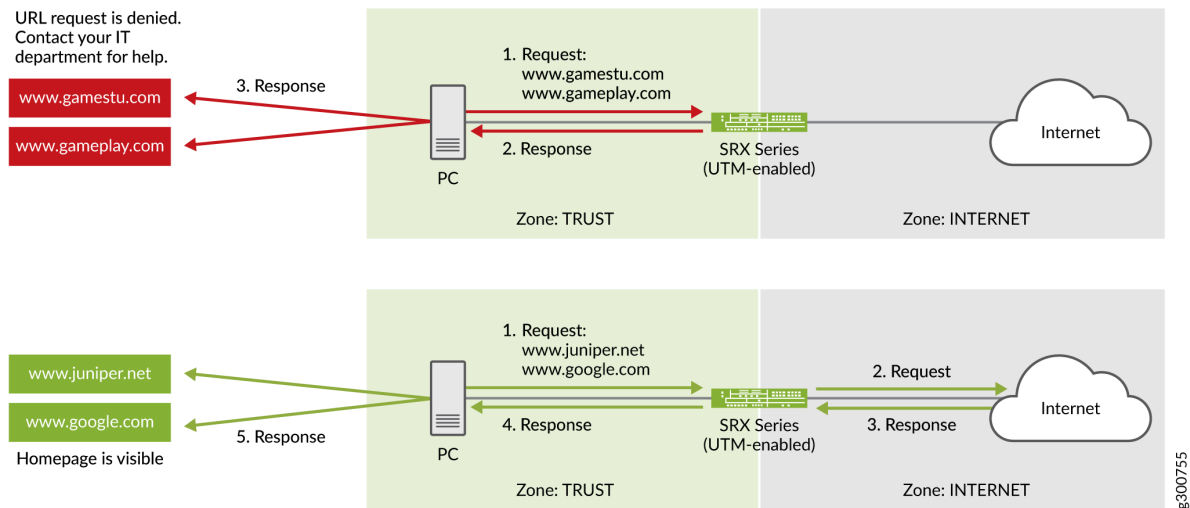 URL request is denied.
Contact your IT
department for help.
www.gamestu.com
www.gameplay.com
3. Response
1. Request:
www.gamestu.com
www.gameplay.com
2. Response
PC
SRX Series
(UTM-enabled)
Internet
Zone: TRUST
Zone: INTERNET
www.juniper.net
www.google.com
Homepage is visible
5. Response
1. Request:
www.juniper.net
www.google.com
4. Response
PC
SRX Series
(UTM-enabled)
2. Request
3. Response
Internet
Zone: TRUST
Zone: INTERNET
g300755